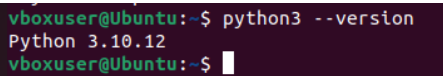 vboxuser@Ubuntu:~$ python3 --version
Python 3.10.12
vboxuser@Ubuntu:~$